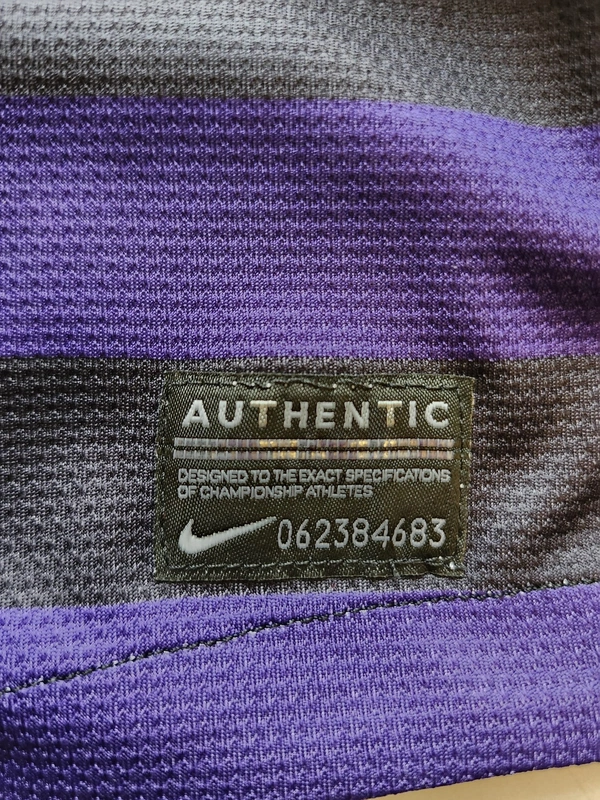 AUTHENTIC
DESIGNED TO THE EXACT SPECIFICATIONS
OF CHAMPIONSHIP ATHLETES
062384683